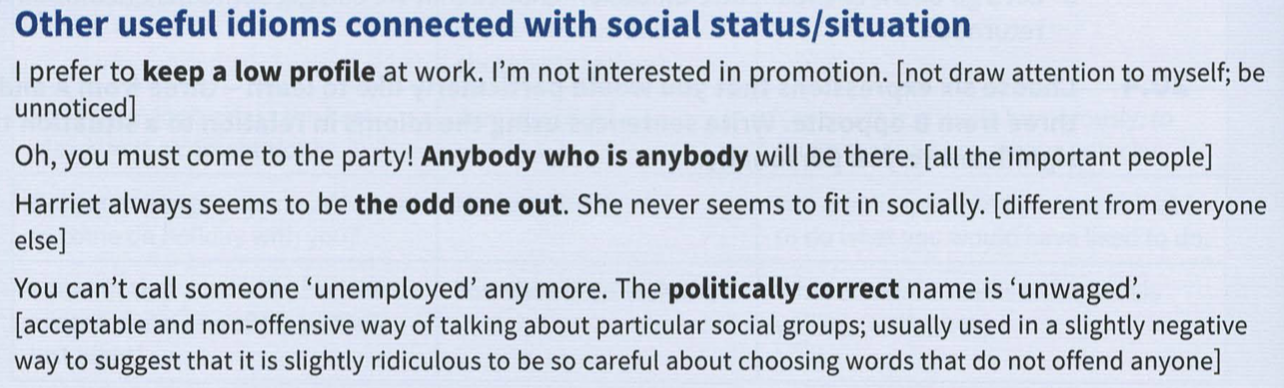 Other useful idioms connected with social status/situation
I prefer to keep a low profile at work. I'm not interested in promotion. [not draw attention to myself; be
unnoticed]
Oh, you must come to the party! Anybody who is anybody will be there. [all the important people]
Harriet always seems to be the odd one out. She never seems to fit in socially. [different from everyone
else]
You can't call someone ‘unemployed’ any more. The politically correct name is ‘unwaged’.
[acceptable and non-offensive way of talking about particular social groups; usually used in a slightly negative
way to suggest that it is slightly ridiculous to be so careful about choosing words that do not offend anyone]